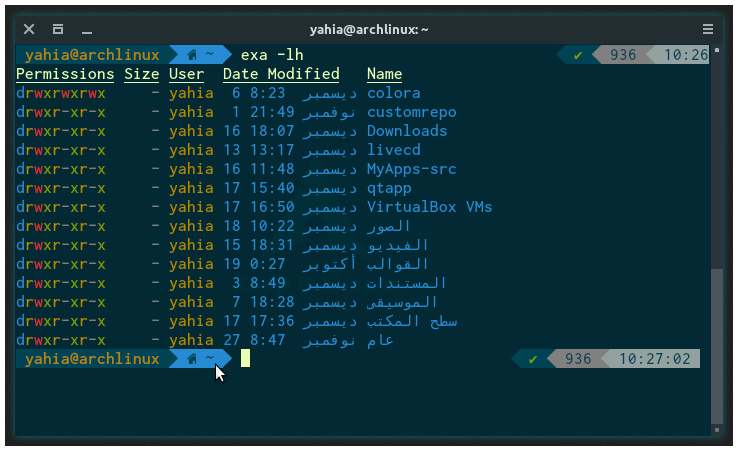 yahia@archlinux: ~
yahia@archlinux ~ exa -lh ✔ 936 10:26
Permissions Size User Date Modified Name
drwxrwxrwx - yahia 6 ديسمبر 8:23 colora
drwxr-xr-x - yahia 1 نوفمبر 21:49 customrepo
drwxr-xr-x - yahia 16 ديسمبر 18:07 Downloads
drwxr-xr-x - yahia 13 ديسمبر 13:17 livecd
drwxr-xr-x - yahia 16 ديسمبر 11:48 MyApps-src
drwxr-xr-x - yahia 17 ديسمبر 15:40 qtapp
drwxr-xr-x - yahia 17 ديسمبر 16:50 VirtualBox VMs
drwxr-xr-x - yahia 18 ديسمبر 10:22 الصور
drwxr-xr-x - yahia 15 ديسمبر 18:31 الفيديو
drwxr-xr-x - yahia 19 أكتوبر 0:27 القوالب
drwxr-xr-x - yahia 3 ديسمبر 8:49 المستندات
drwxr-xr-x - yahia 7 ديسمبر 18:28 الموسيقى
drwxr-xr-x - yahia 17 ديسمبر 17:36 سطح المكتب
drwxr-xr-x - yahia 27 نوفمبر 8:47 عام
yahia@archlinux ~ ✔ 936 10:27:02